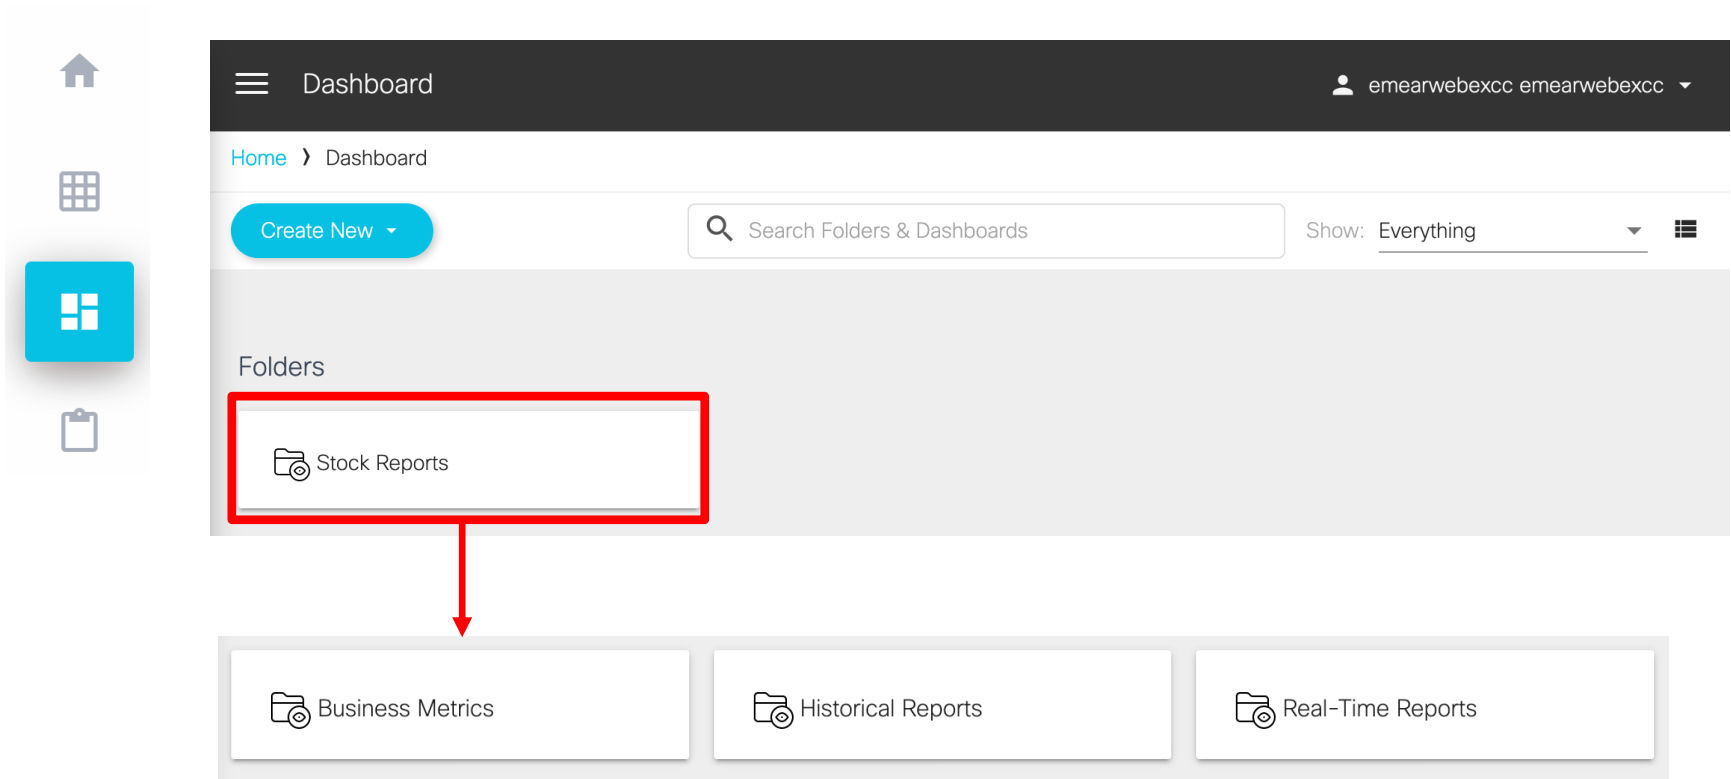 Dashboard
emearwebexcc emearwebexcc
Home › Dashboard
Create New
Search Folders & Dashboards
Show: Everything
Folders
Stock Reports
Business Metrics
Historical Reports
Real-Time Reports